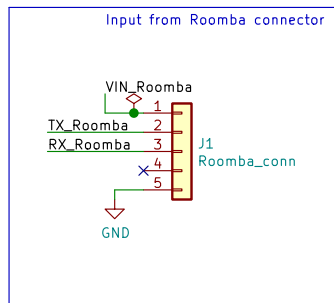 Input from Roomba connector
VIN_Roomba
1
TX_Roomba
2
RX_Roomba
3
J1
4
Roomba_conn
5
GND